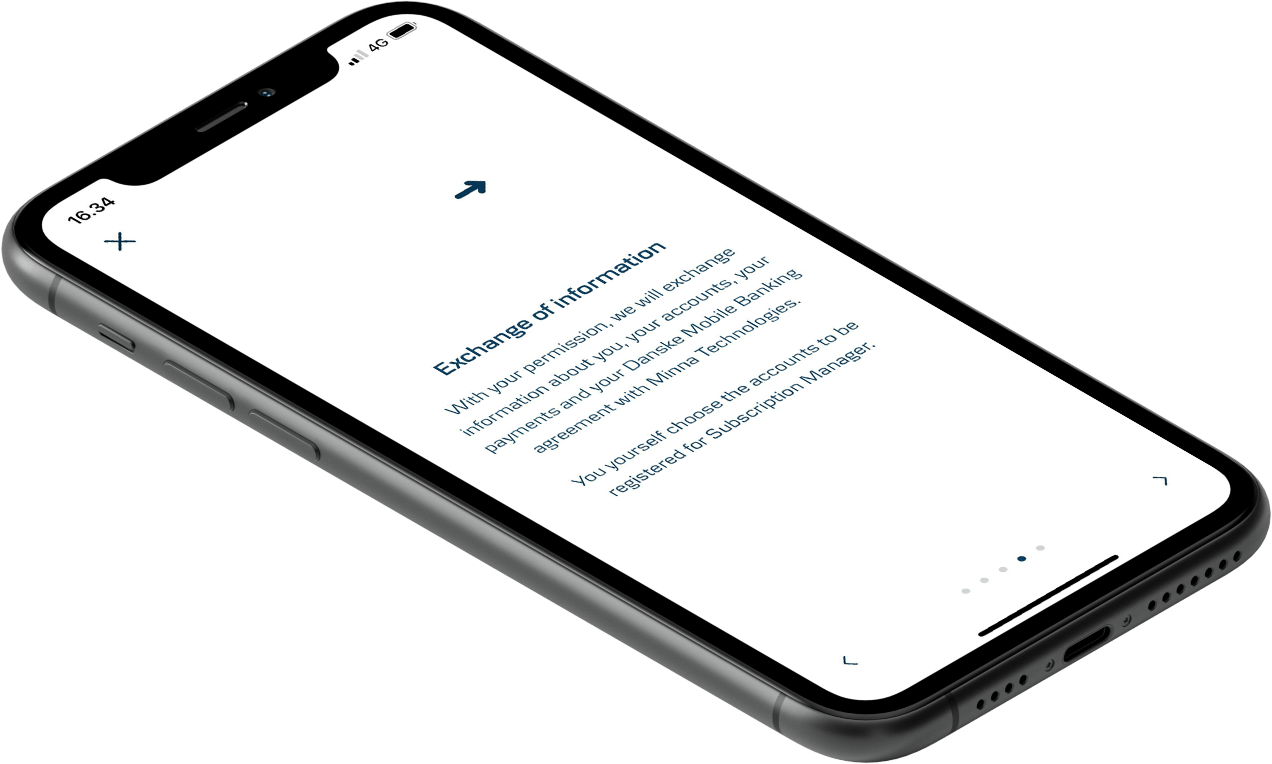 16.34
4G
Exchange of information
With your permission, we will exchange
information about you, your accounts, your
payments and your Danske Mobile Banking
agreement with Minna Technologies.
You yourself choose the accounts to be
registered for Subscription Manager.